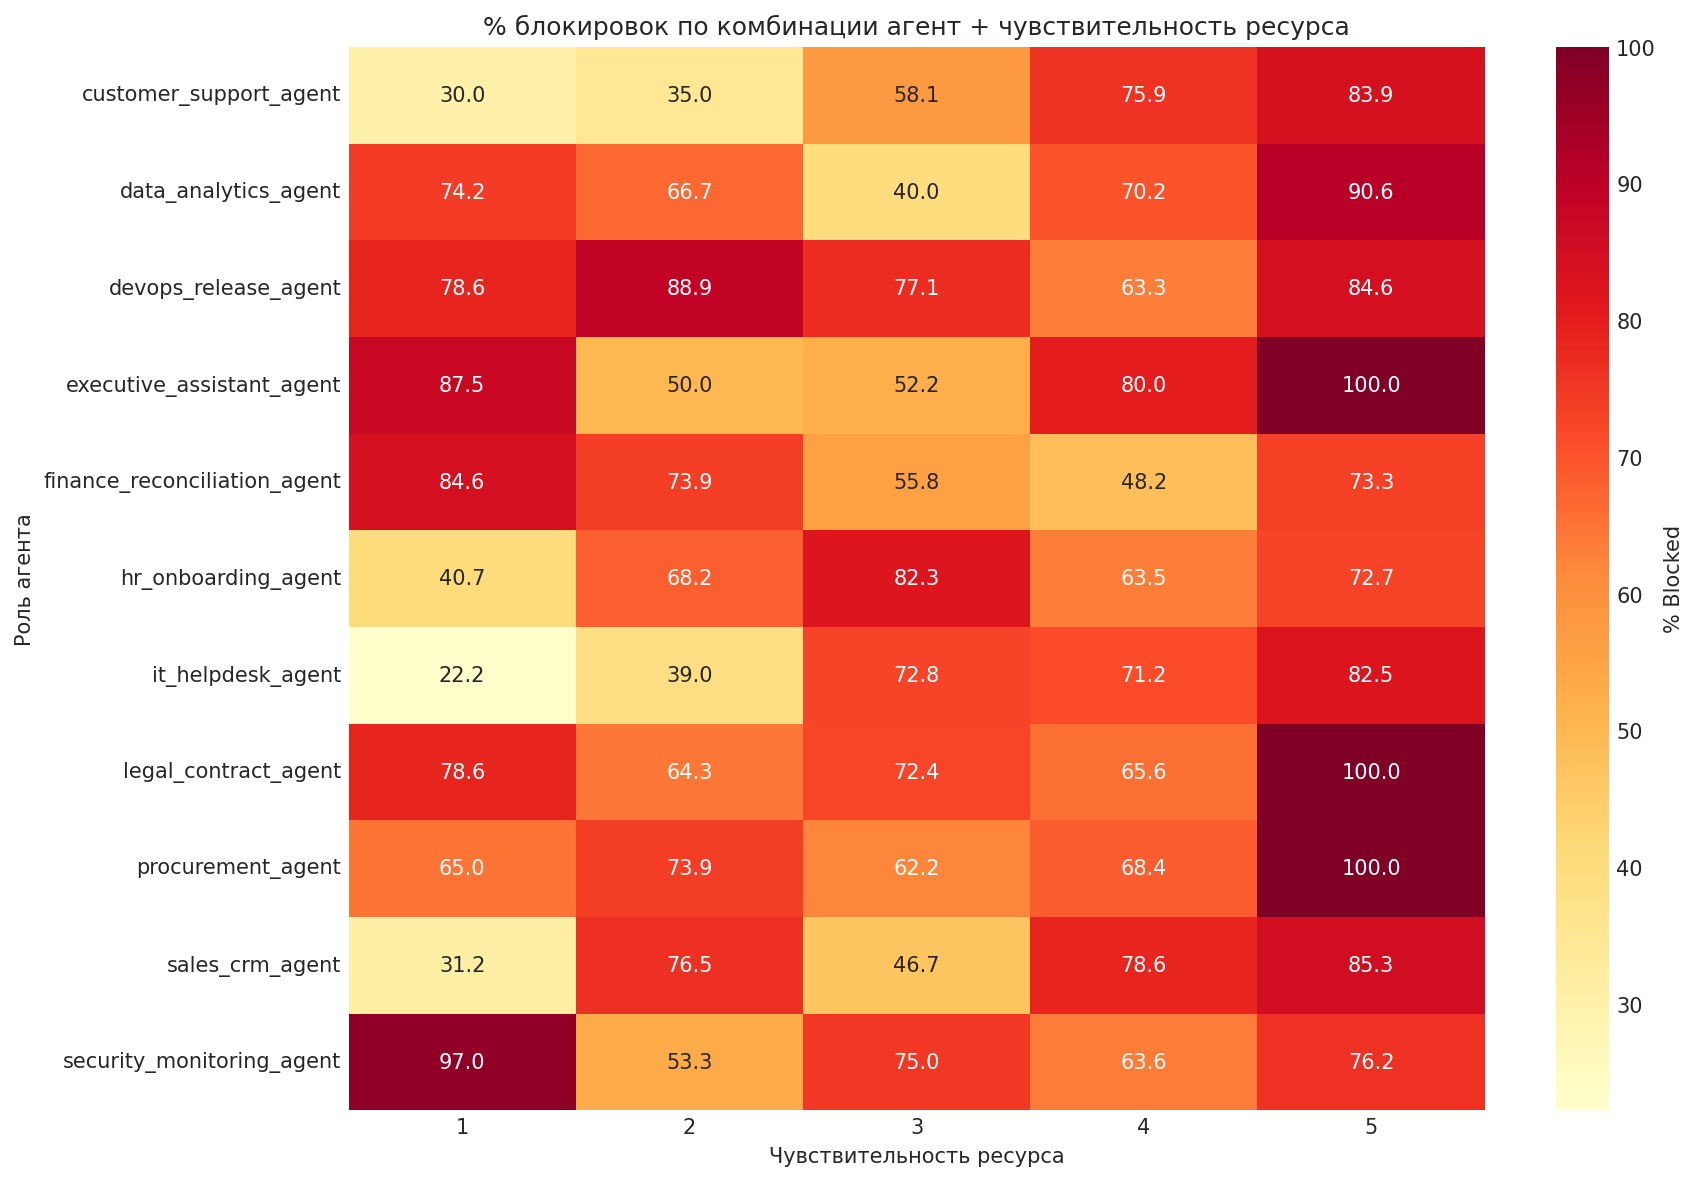 % блокировок по комбинации агент + чувствительность ресурса
customer_support_agent 30.0 35.0 58.1 75.9 83.9
data_analytics_agent 74.2 66.7 40.0 70.2 90.6
devops_release_agent 78.6 88.9 77.1 63.3 84.6
executive_assistant_agent 87.5 50.0 52.2 80.0 100.0
finance_reconciliation_agent 84.6 73.9 55.8 48.2 73.3
hr_onboarding_agent 40.7 68.2 82.3 63.5 72.7
it_helpdesk_agent 22.2 39.0 72.8 71.2 82.5
legal_contract_agent 78.6 64.3 72.4 65.6 100.0
procurement_agent 65.0 73.9 62.2 68.4 100.0
sales_crm_agent 31.2 76.5 46.7 78.6 85.3
security_monitoring_agent 97.0 53.3 75.0 63.6 76.2
1 2 3 4 5
Чувствительность ресурса
Роль агента
100
90
80
70
60
50
40
30
% Blocked